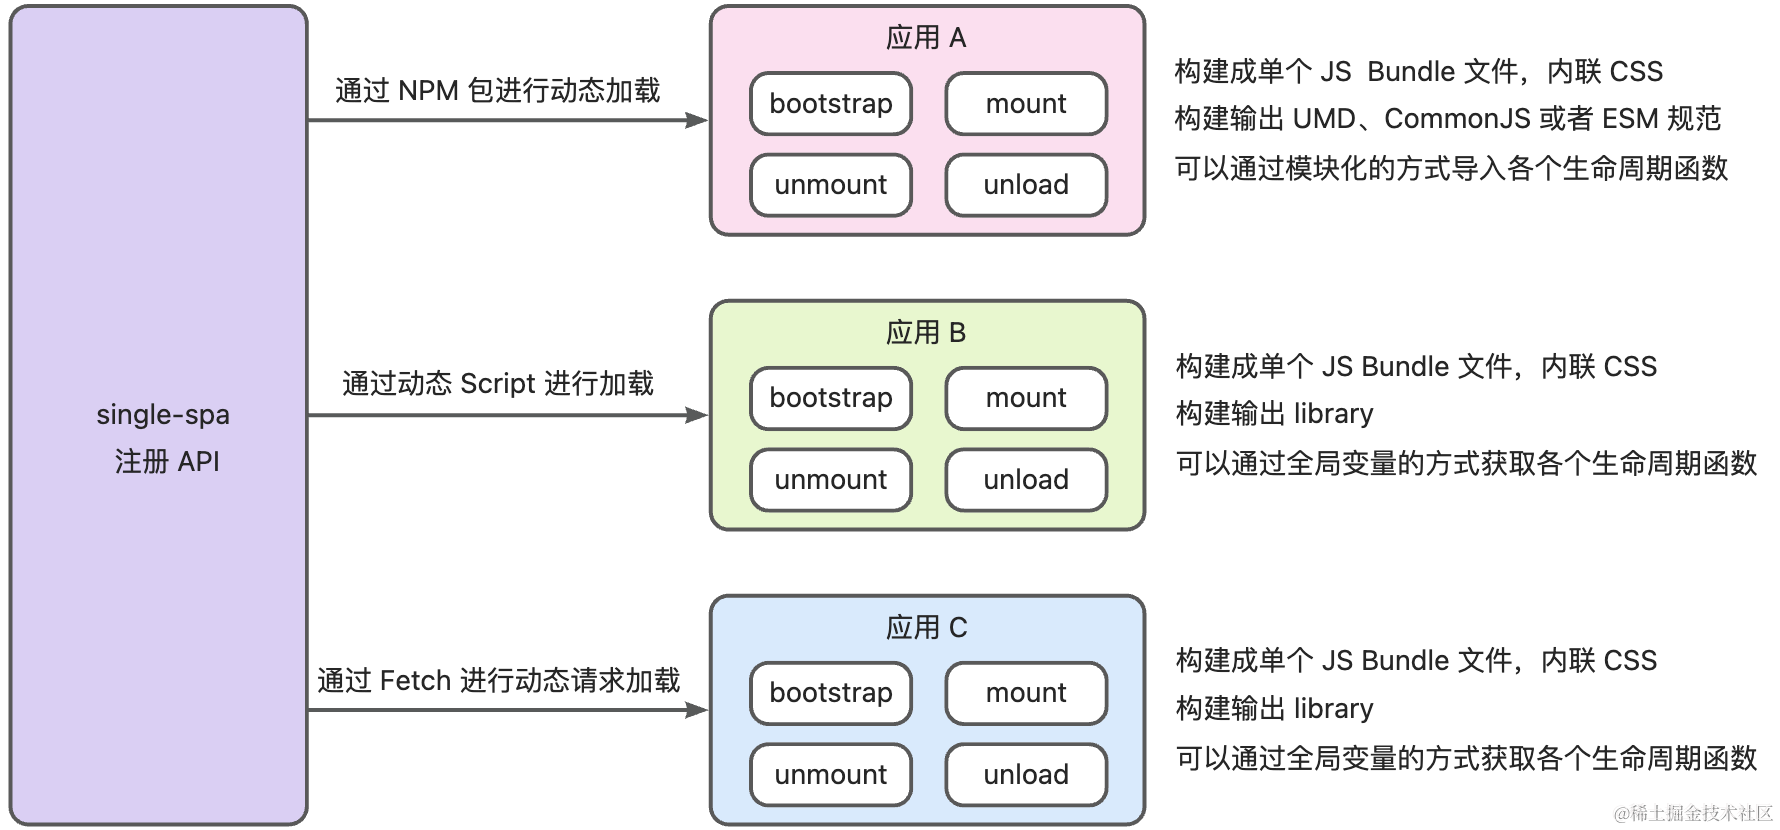 single-spa
注册 API
通过 NPM 包进行动态加载
应用 A
bootstrap
mount
unmount
unload
构建成单个 JS  Bundle 文件，内联 CSS
构建输出 UMD、CommonJS 或者 ESM 规范
可以通过模块化的方式导入各个生命周期函数
通过动态 Script 进行加载
应用 B
bootstrap
mount
unmount
unload
构建成单个 JS Bundle 文件，内联 CSS
构建输出 library
可以通过全局变量的方式获取各个生命周期函数
通过 Fetch 进行动态请求加载
应用 C
bootstrap
mount
unmount
unload
构建成单个 JS Bundle 文件，内联 CSS
构建输出 library
可以通过全局变量的方式获取各个生命周期函数
@稀土掘金技术社区